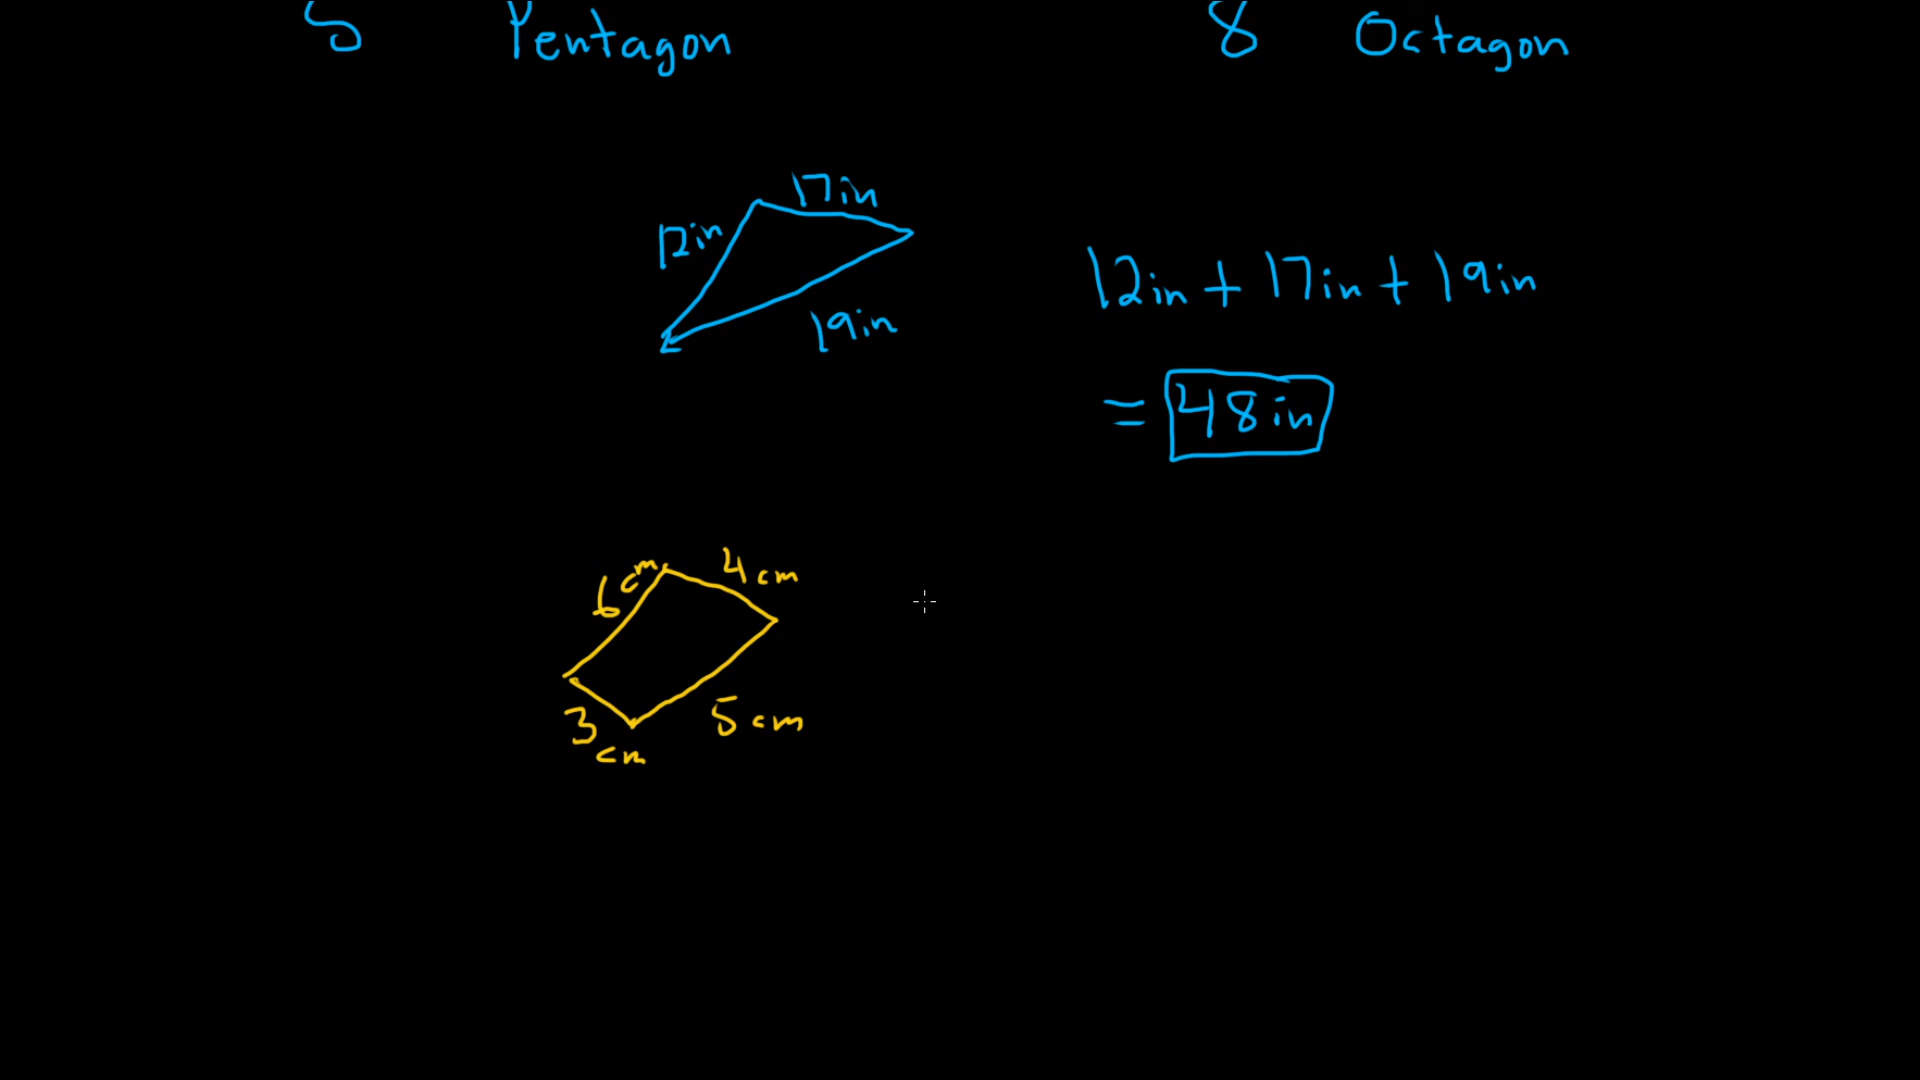 5 Pentagon 8 Octagon
17in
12in
19in
12in + 17in + 19in
= 48in
6cm
4cm
3cm
5cm